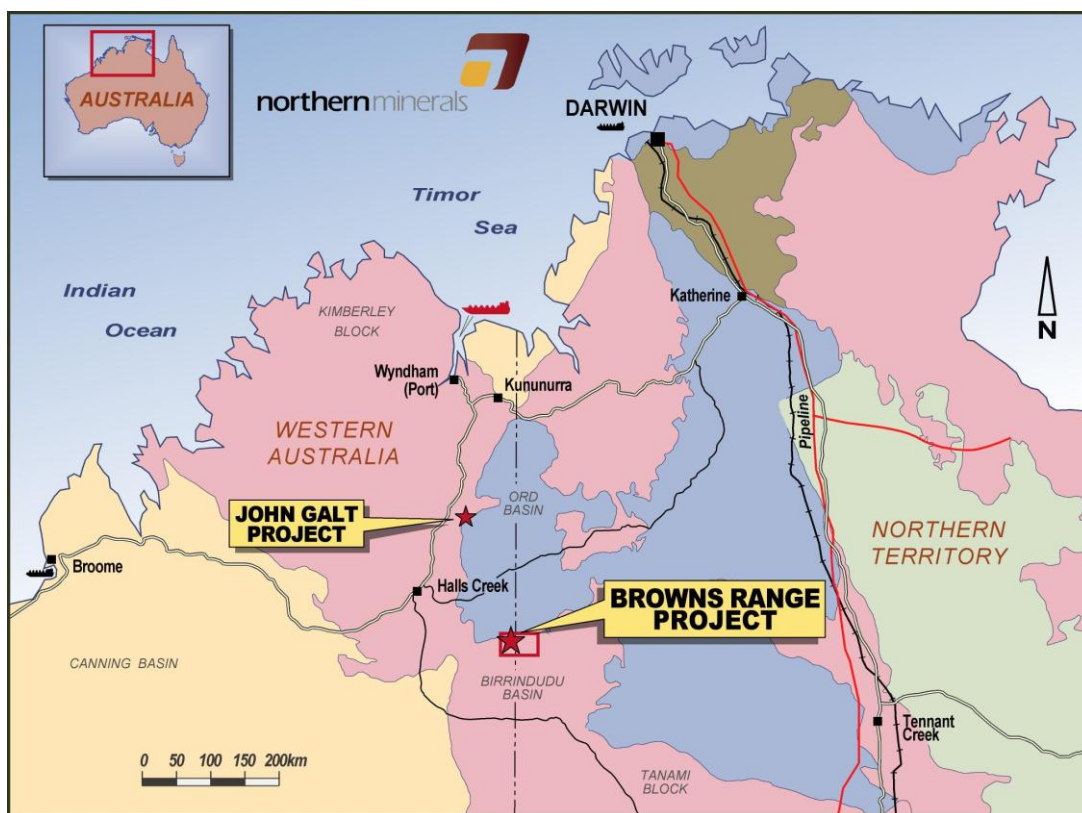 AUSTRALIA
northernminerals
DARWIN
Timor
Sea
Indian
Ocean
KIMBERLEY
BLOCK
Katherine
N
Wyndham
(Port)
Kununurra
WESTERN
AUSTRALIA
Pipeline
ORD
BASIN
JOHN GALT
PROJECT
NORTHERN
TERRITORY
Broome
Halls Creek
BROWNS RANGE
PROJECT
CANNING BASIN
BIRRINDUDU
BASIN
Tennant
Creek
0 50 100 150 200km
TANAMI
BLOCK